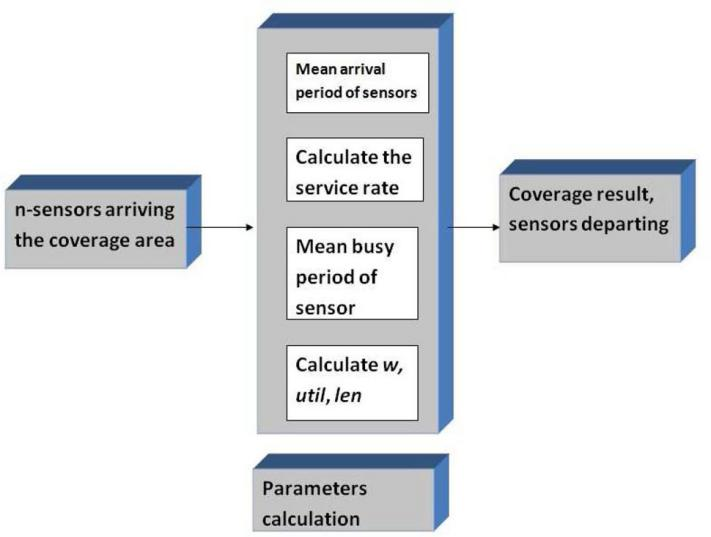 n-sensors arriving
the coverage area
Mean arrival
period of sensors
Calculate the
service rate
Mean busy
period of
sensor
Calculate w,
util, len
Coverage result,
sensors departing
Parameters
calculation